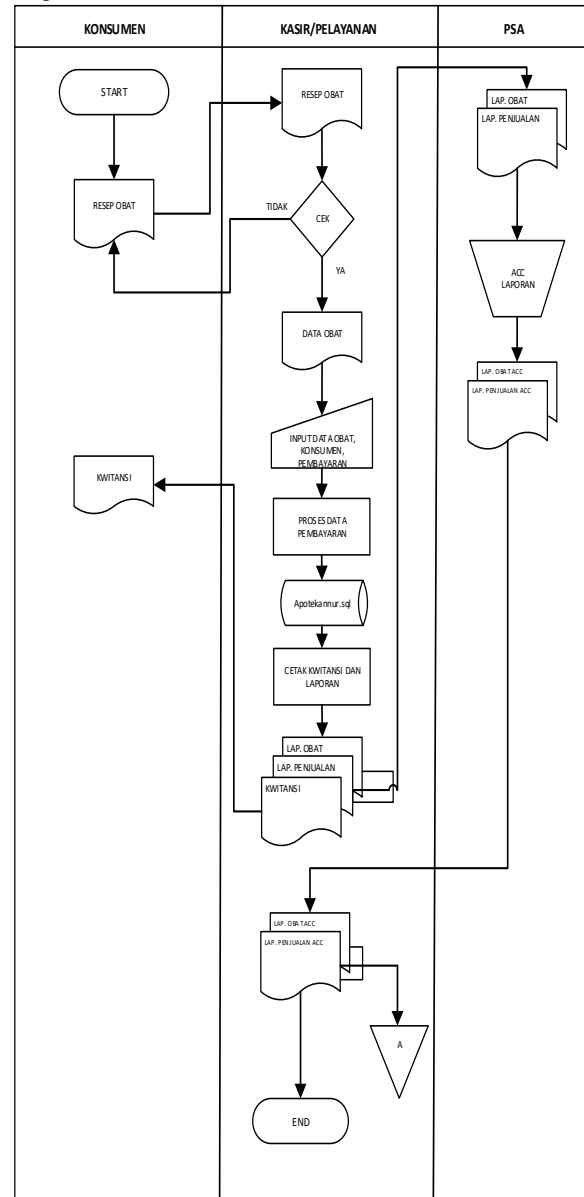 KONSUMEN
KASIR/PELAYANAN
PSA
START
RESEP OBAT
RESEP OBAT
TIDAK
CEK
YA
DATA OBAT
INPUT DATA OBAT,
KONSUMEN,
PEMBAYARAN
KWITANSI
PROSES DATA
PEMBAYARAN
Apotekannur.sql
CETAK KWITANSI DAN
LAPORAN
LAP. OBAT
LAP. PENJUALAN
KWITANSI
LAP. OBAT
LAP. PENJUALAN
ACC
LAPORAN
LAP. OBAT ACC
LAP. PENJUALAN ACC
LAP. OBAT ACC
LAP. PENJUALAN ACC
A
END